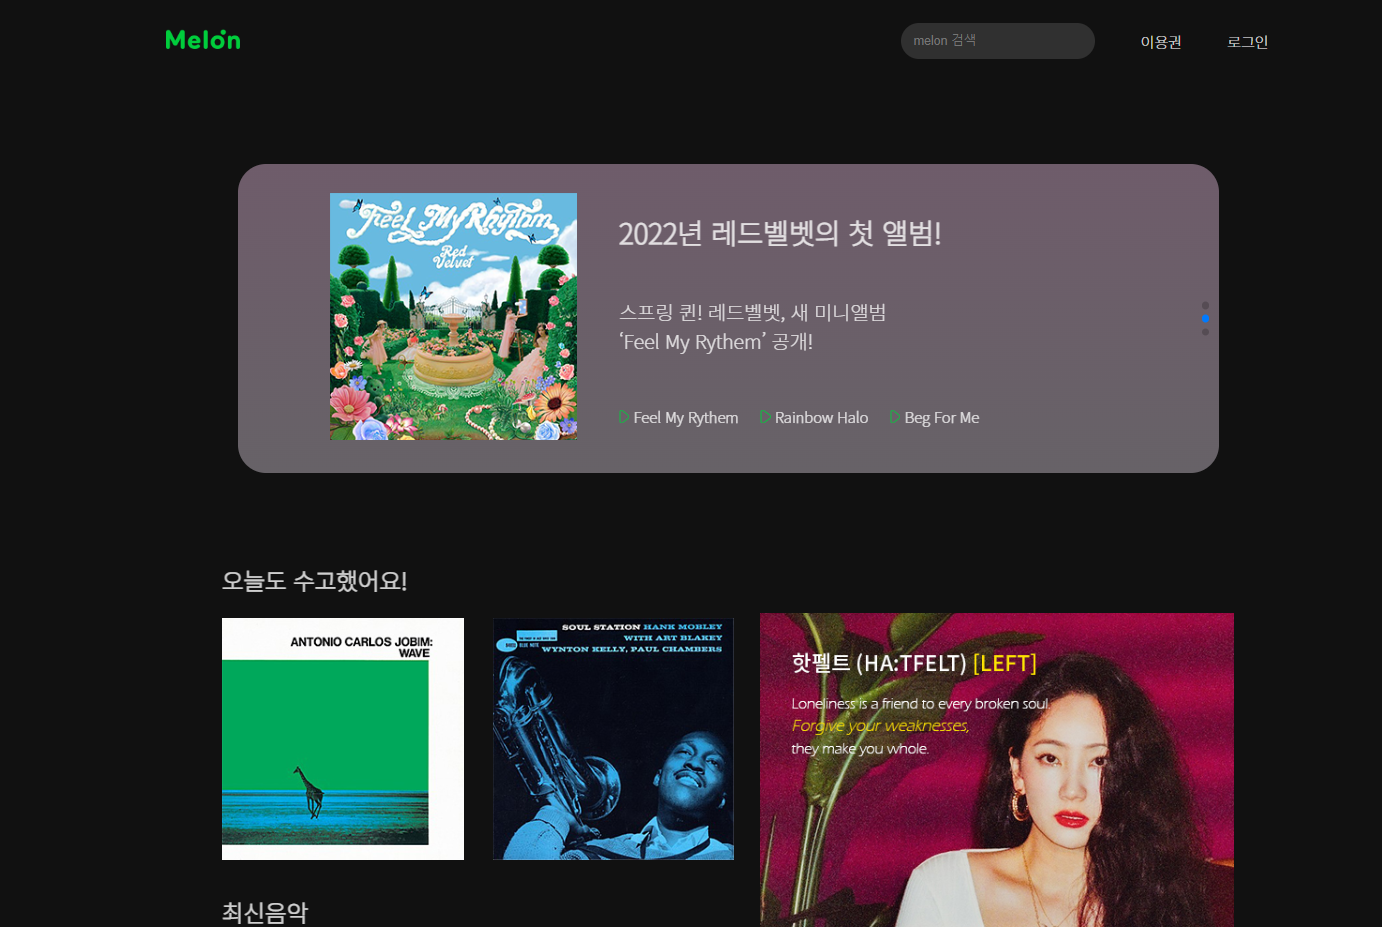 Melon
melon 검색
이용권
로그인
Feel My Rhythm
Red
Velvet
2022년 레드벨벳의 첫 앨범!
스프링 퀸! 레드벨벳, 새 미니앨범
‘Feel My Rythem’ 공개!
Feel My Rythem
Rainbow Halo
Beg For Me
오늘도 수고했어요!
ANTONIO CARLOS JOBIM:
WAVE
SOUL STATION HANK MOBLEY
WITH ART BLAKEY
WYNTON KELLY, PAUL CHAMBERS
BLUE NOTE
핫펠트 (HA:TFELT) [LEFT]
Loneliness is a friend to every broken soul.
Forgive your weaknesses,
they make you whole.
최신음악